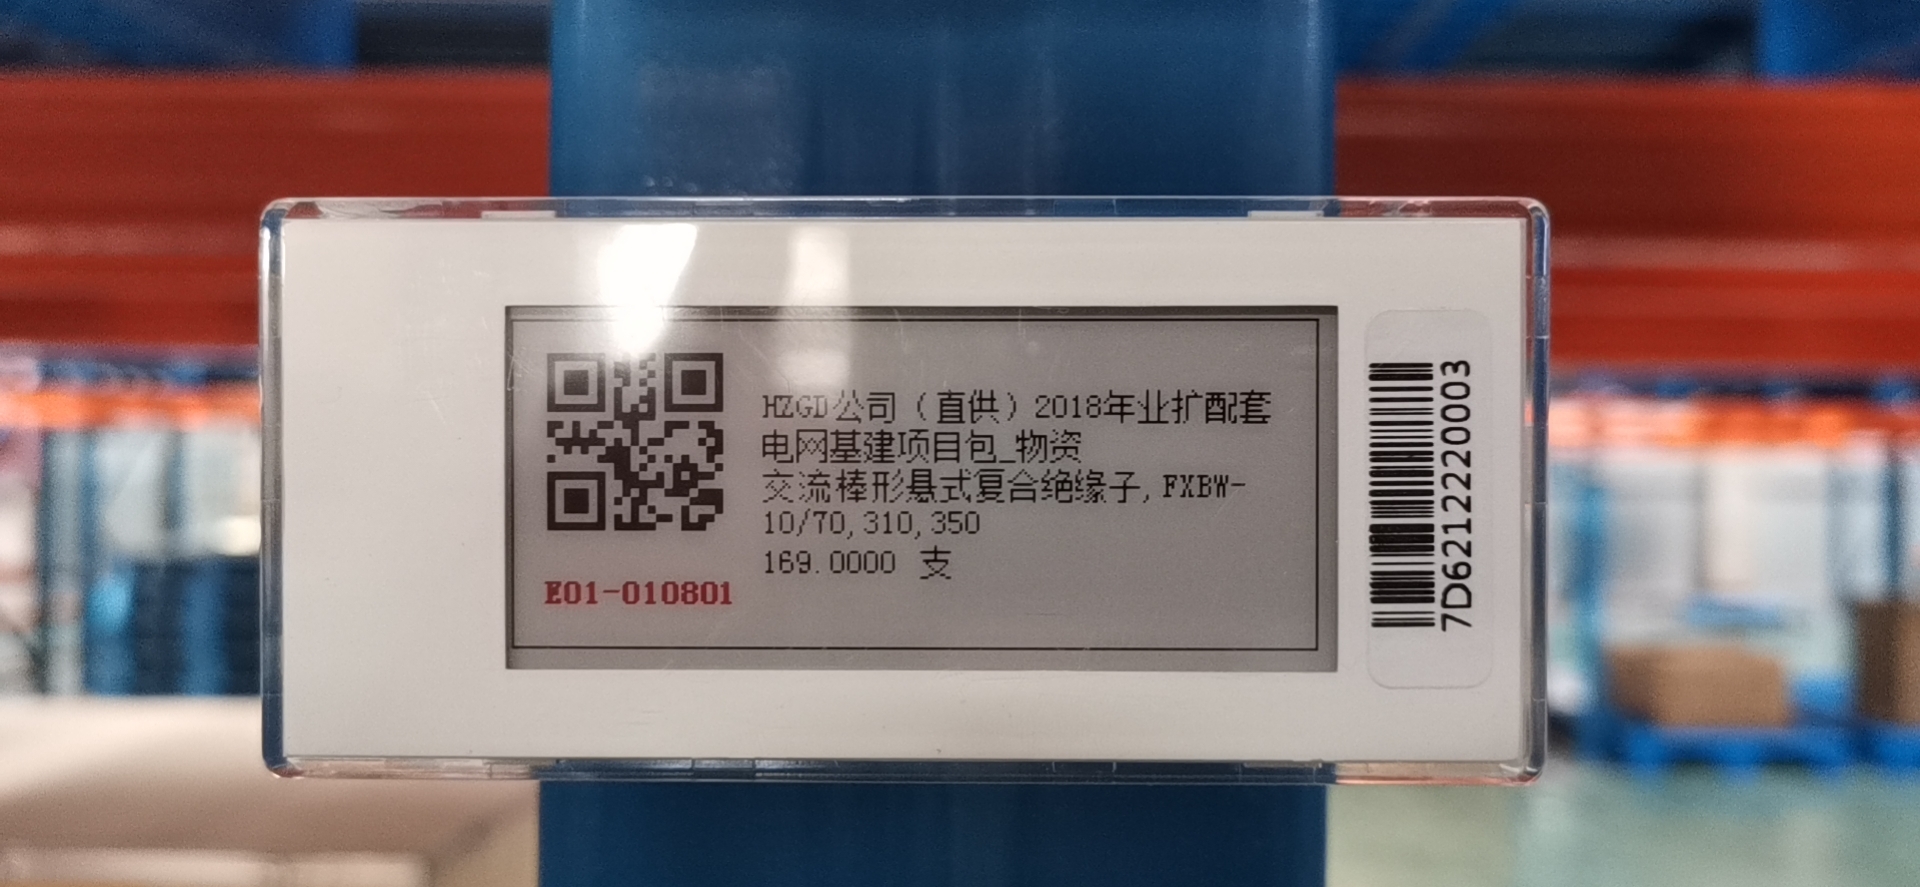 HZGD公司（直供）2018年业扩配套
电网基建项目包_物资
交流棒形悬式复合绝缘子,FXBW-
10/70,310,350
169.0000 支
E01-010801
7D62122220003